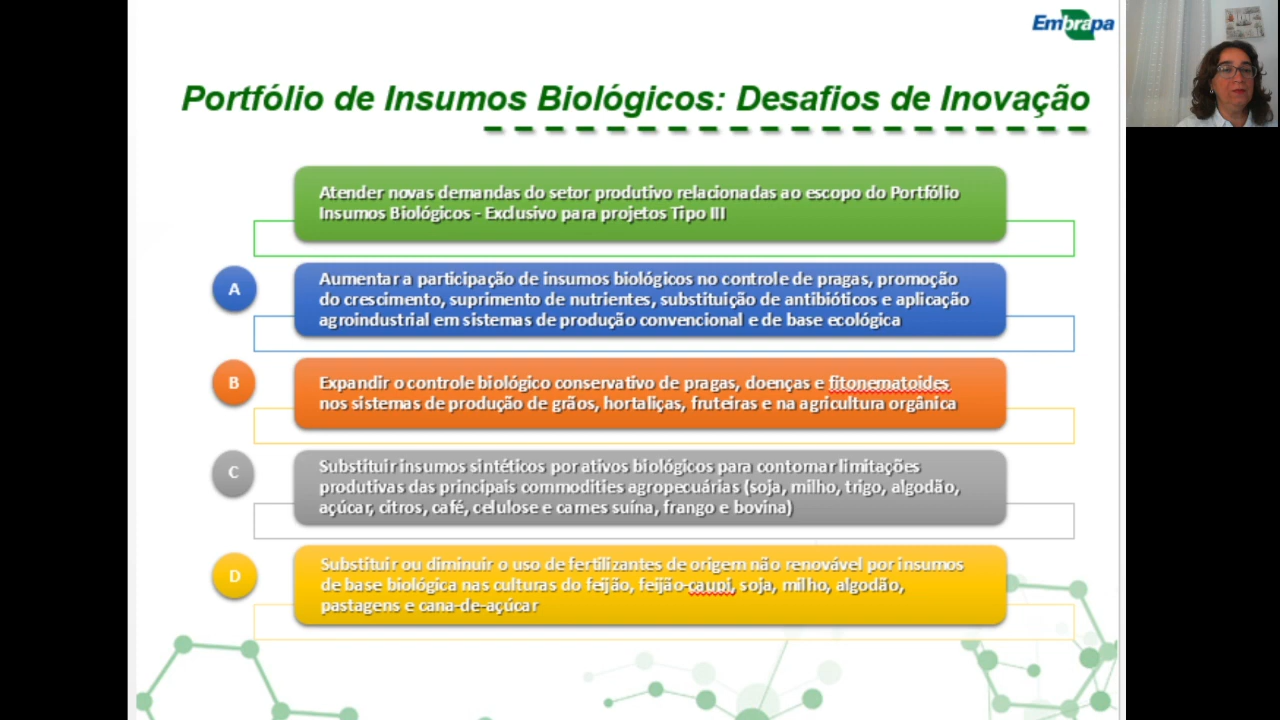 Embrapa
Portfólio de Insumos Biológicos: Desafios de Inovação
Atender novas demandas do setor produtivo relacionadas ao escopo do Portfólio
Insumos Biológicos - Exclusivo para projetos Tipo III
A
Aumentar a participação de insumos biológicos no controle de pragas, promoção
do crescimento, suprimento de nutrientes, substituição de antibióticos e aplicação
agroindustrial em sistemas de produção convencional e de base ecológica
B
Expandir o controle biológico conservativo de pragas, doenças e fitonematoides
nos sistemas de produção de grãos, hortaliças, fruteiras e na agricultura orgânica
C
Substituir insumos sintéticos por ativos biológicos para contornar limitações
produtivas das principais commodities agropecuárias (soja, milho, trigo, algodão,
açúcar, citros, café, celulose e carnes suína, frango e bovina)
D
Substituir ou diminuir o uso de fertilizantes de origem não renovável por insumos
de base biológica nas culturas do feijão, feijão-caupi, soja, milho, algodão,
pastagens e cana-de-açúcar